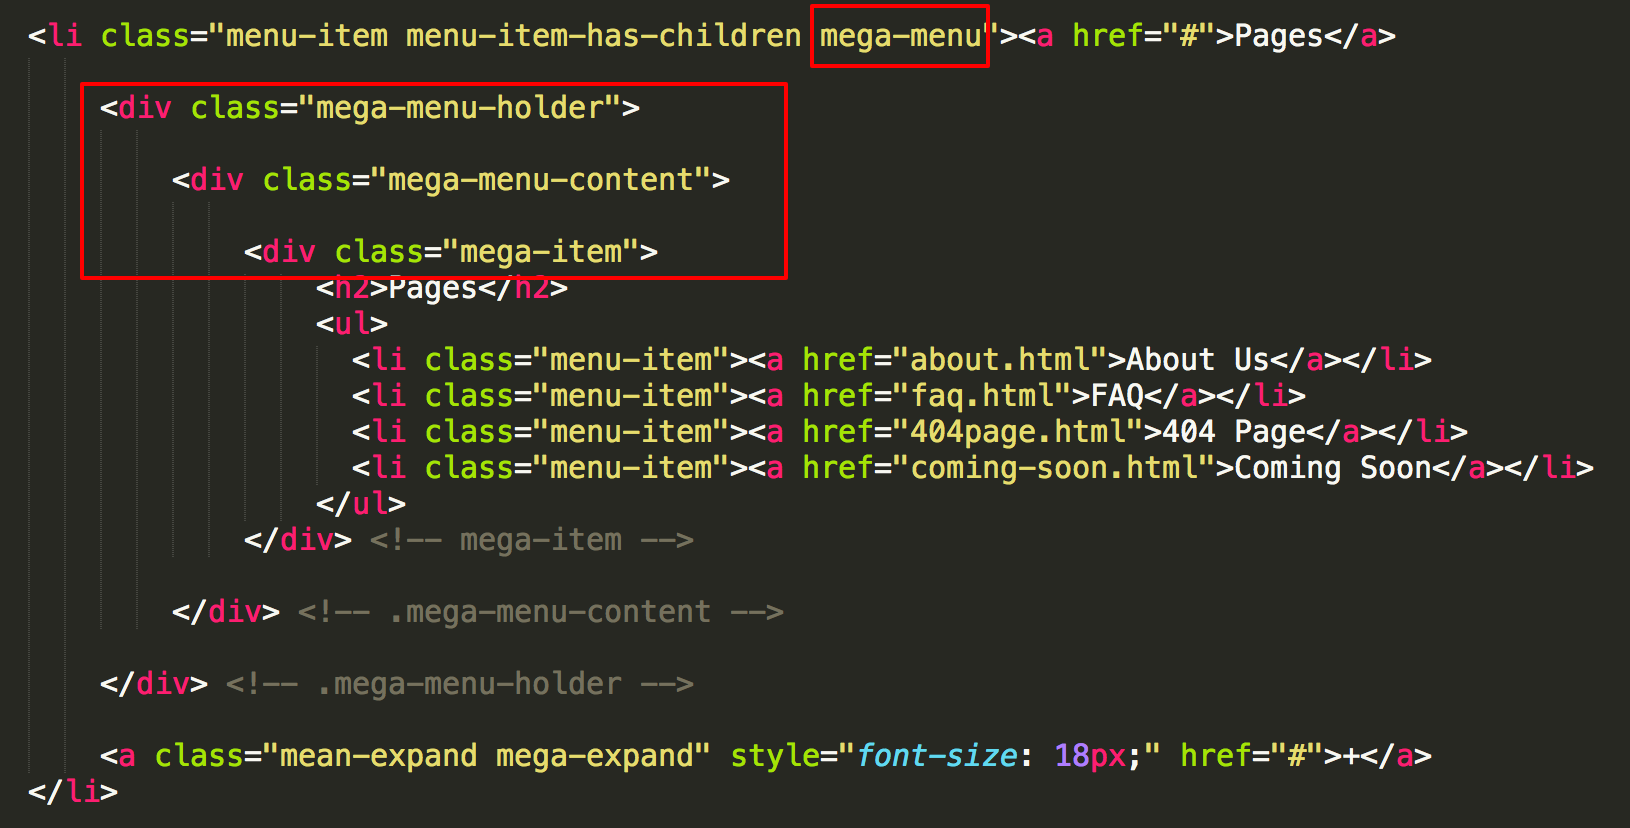 <li class="menu-item menu-item-has-children mega-menu"><a href="#">Pages</a>
<div class="mega-menu-holder">
<div class="mega-menu-content">
<div class="mega-item">
<h2>Pages</h2>
<ul>
<li class="menu-item"><a href="about.html">About Us</a></li>
<li class="menu-item"><a href="faq.html">FAQ</a></li>
<li class="menu-item"><a href="404page.html">404 Page</a></li>
<li class="menu-item"><a href="coming-soon.html">Coming Soon</a></li>
</ul>
</div> <!-- mega-item -->
</div> <!-- .mega-menu-content -->
</div> <!-- .mega-menu-holder -->
<a class="mean-expand mega-expand" style="font-size: 18px;" href="#">+</a>
</li>